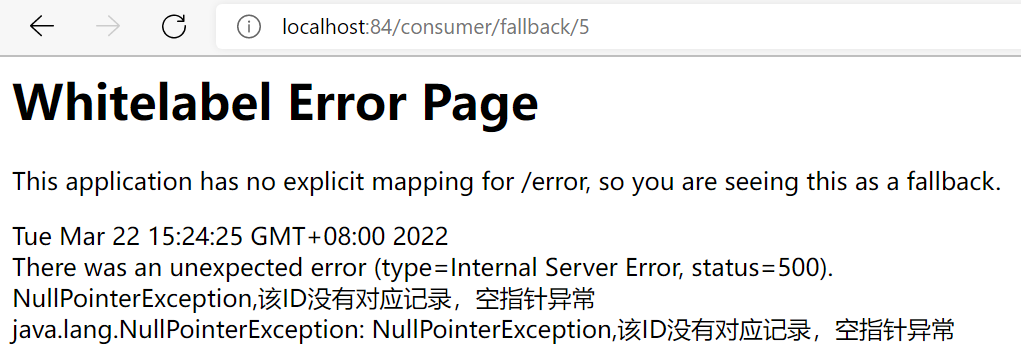 localhost:84/consumer/fallback/5
Whitelabel Error Page
This application has no explicit mapping for /error, so you are seeing this as a fallback.
Tue Mar 22 15:24:25 GMT+08:00 2022
There was an unexpected error (type=Internal Server Error, status=500).
NullPointerException,该ID没有对应记录，空指针异常
java.lang.NullPointerException: NullPointerException,该ID没有对应记录，空指针异常